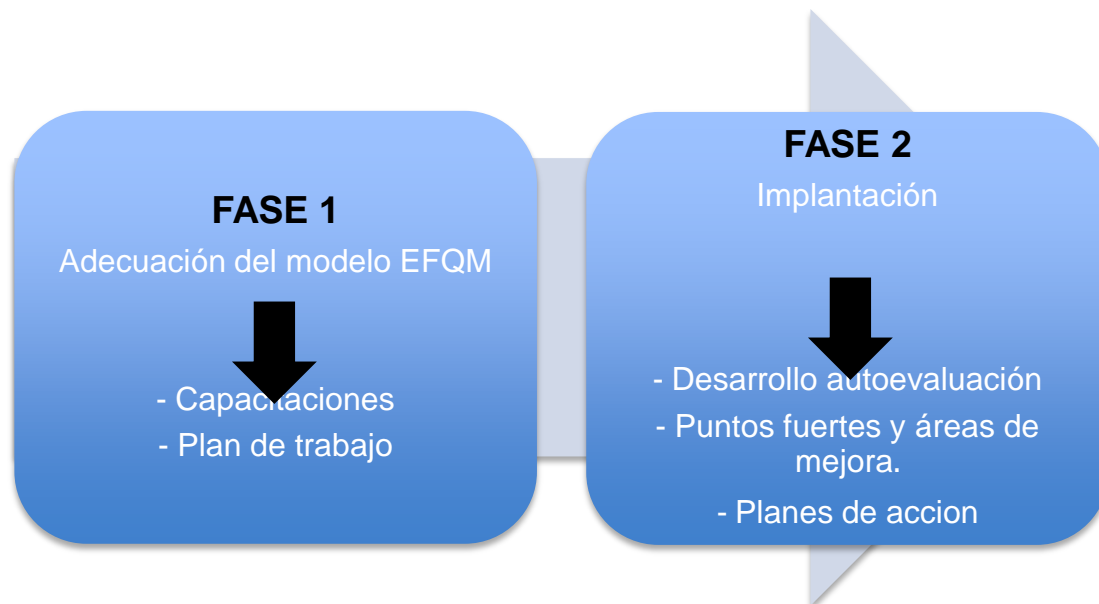 FASE 1
Adecuación del modelo EFQM
- Capacitaciones
- Plan de trabajo
FASE 2
Implantación
- Desarrollo autoevaluación
- Puntos fuertes y áreas de
mejora.
- Planes de accion